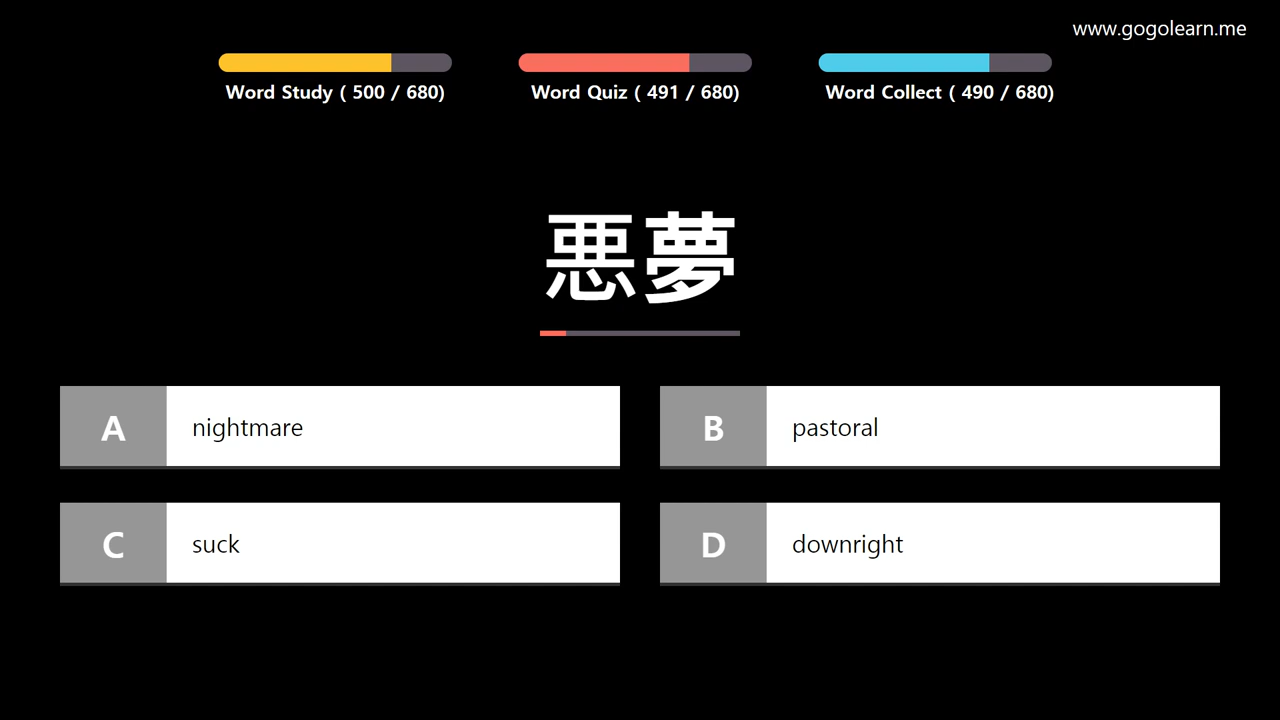 www.gogolearn.me
Word Study ( 500 / 680)
Word Quiz ( 491 / 680)
Word Collect ( 490 / 680)
悪夢
A nightmare
B pastoral
C suck
D downright